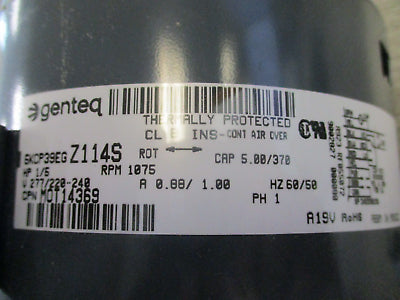 genteq
THERMALLY PROTECTED
CL B INS-CONT AIR OVER
5KCP39EG Z114S ROT CAP 5.00/370
HP 1/6 RPM 1075
V 277/220-240 A 0.88/ 1.00 HZ 60/50
CPN MOT14369 PH 1
A19V RoHS